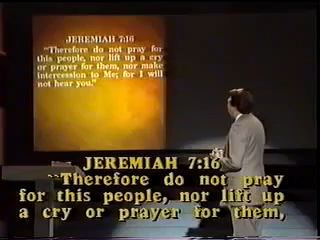 JEREMIAH 7:16
"Therefore do not pray for
this people, nor lift up a cry
or prayer for them, nor make
intercession to Me; for I will
not hear you."
JEREMIAH 7:16
"Therefore do not pray
for this people, nor lift up
a cry or prayer for them,